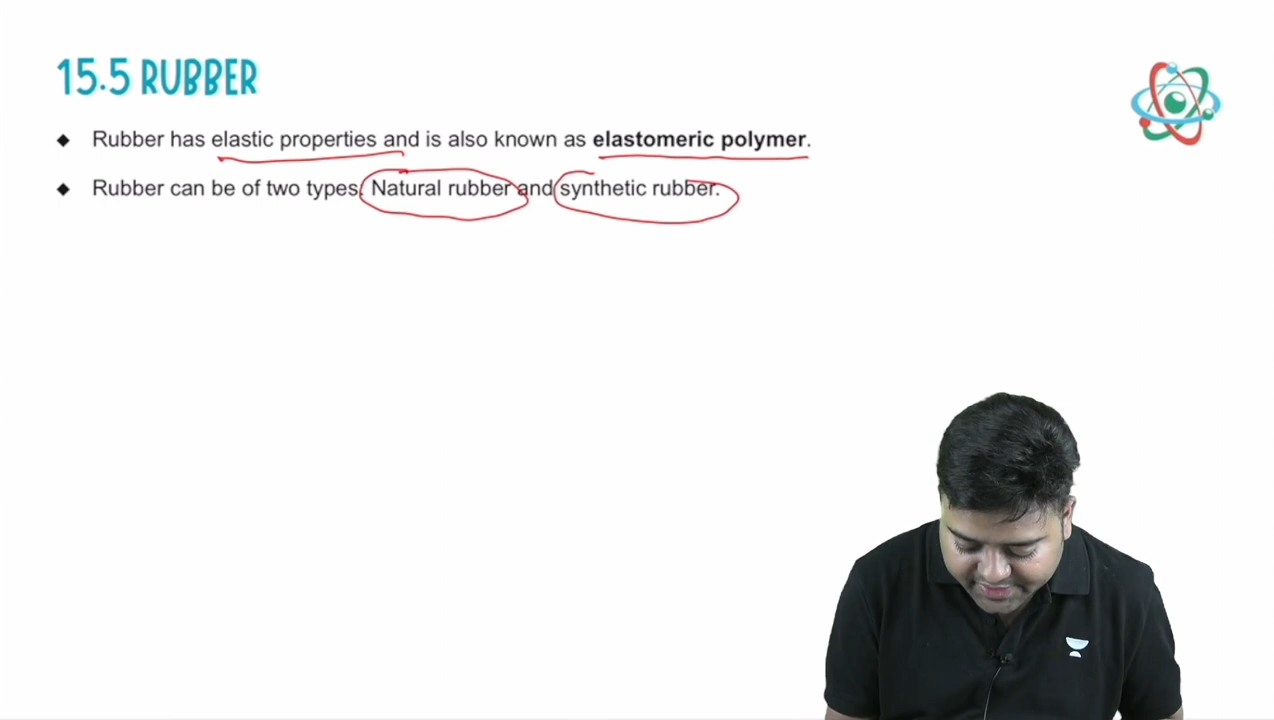 15.5 RUBBER
◆ Rubber has elastic properties and is also known as elastomeric polymer.
◆ Rubber can be of two types. Natural rubber and synthetic rubber.